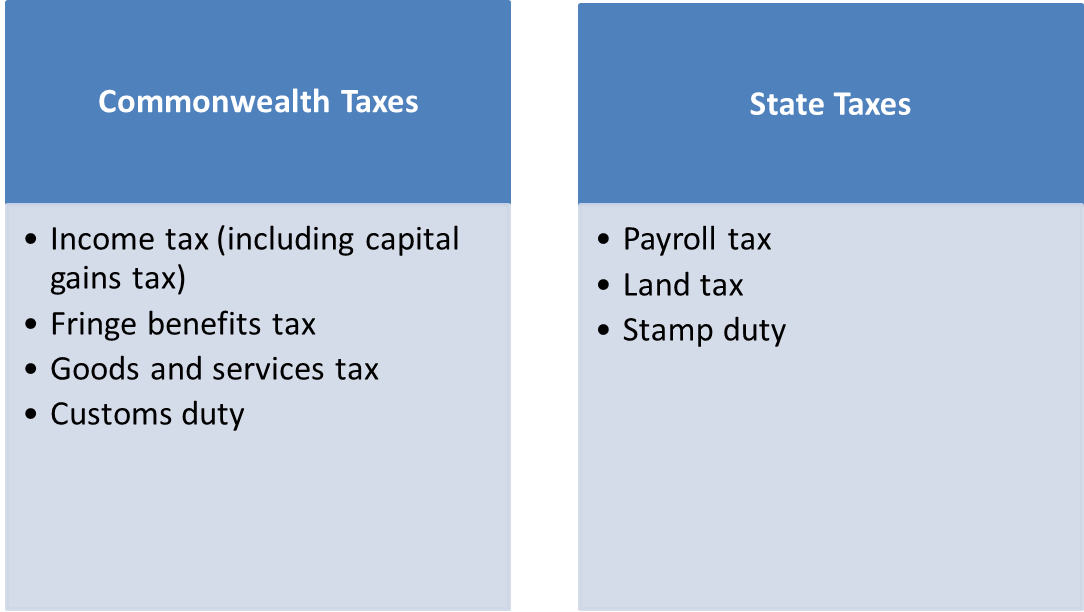 Commonwealth Taxes
• Income tax (including capital
gains tax)
• Fringe benefits tax
• Goods and services tax
• Customs duty
State Taxes
• Payroll tax
• Land tax
• Stamp duty